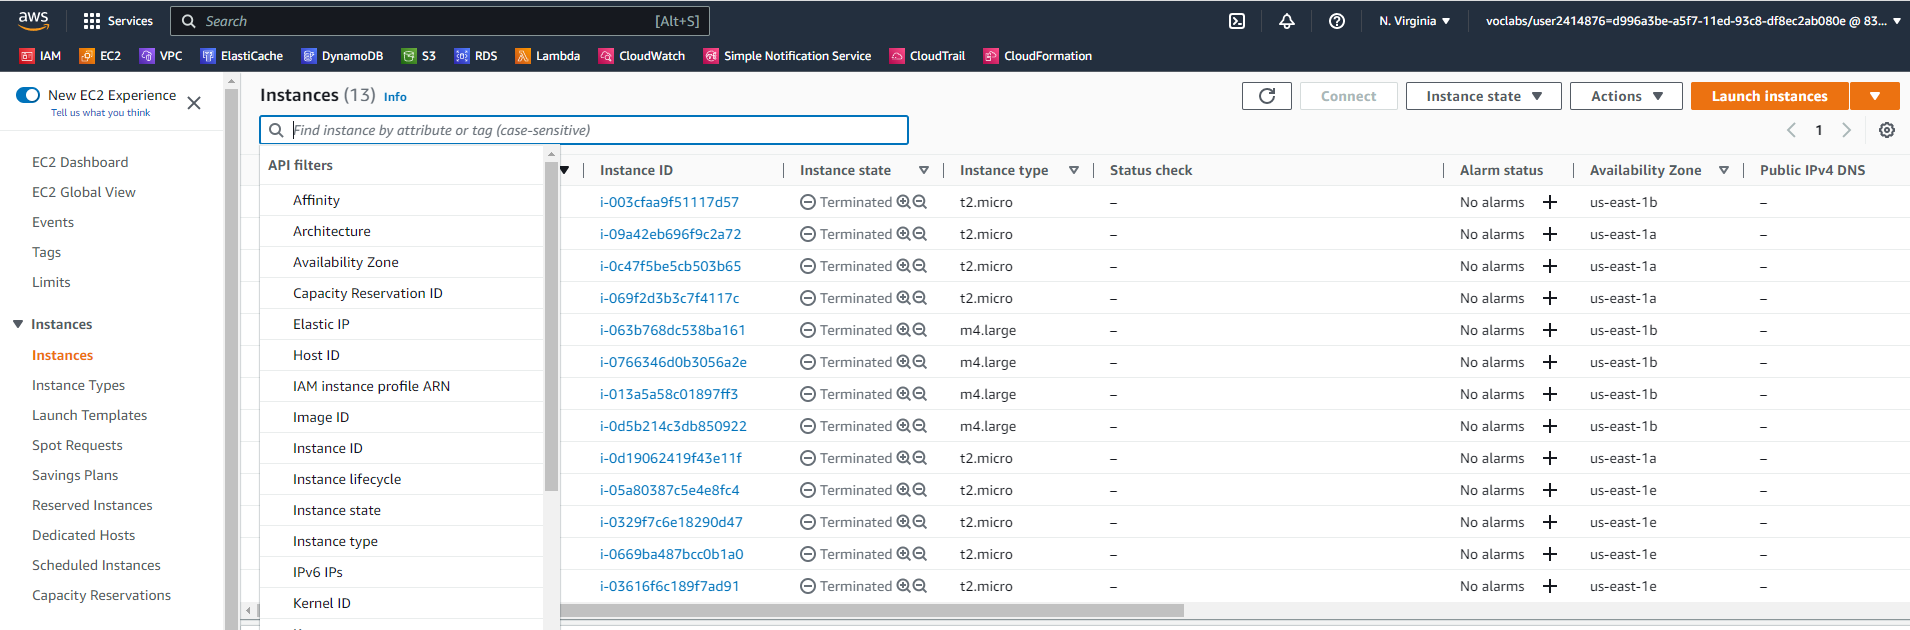 aws Services Search [Alt+S] N. Virginia voclabs/user2414876=d996a3be-a5f7-11ed-93c8-df8ec2ab080e @ 83...
IAM EC2 VPC ElastiCache DynamoDB S3 RDS Lambda CloudWatch Simple Notification Service CloudTrail CloudFormation
New EC2 Experience
Tell us what you think
EC2 Dashboard
EC2 Global View
Events
Tags
Limits
Instances
Instances
Instance Types
Launch Templates
Spot Requests
Savings Plans
Reserved Instances
Dedicated Hosts
Scheduled Instances
Capacity Reservations
Instances (13) Info
Connect Instance state Actions Launch instances
Find instance by attribute or tag (case-sensitive)
1
API filters
Affinity
Architecture
Availability Zone
Capacity Reservation ID
Elastic IP
Host ID
IAM instance profile ARN
Image ID
Instance ID
Instance lifecycle
Instance state
Instance type
IPv6 IPs
Kernel ID
Instance ID Instance state Instance type Status check Alarm status Availability Zone Public IPv4 DNS
i-003cfaa9f51117d57 Terminated t2.micro – No alarms + us-east-1b –
i-09a42eb696f9c2a72 Terminated t2.micro – No alarms + us-east-1a –
i-0c47f5be5cb503b65 Terminated t2.micro – No alarms + us-east-1a –
i-069f2d3b3c7f4117c Terminated t2.micro – No alarms + us-east-1a –
i-063b768dc538ba161 Terminated m4.large – No alarms + us-east-1b –
i-0766346d0b3056a2e Terminated m4.large – No alarms + us-east-1b –
i-013a5a58c01897ff3 Terminated m4.large – No alarms + us-east-1b –
i-0d5b214c3db850922 Terminated m4.large – No alarms + us-east-1b –
i-0d19062419f43e11f Terminated t2.micro – No alarms + us-east-1a –
i-05a80387c5e4e8fc4 Terminated t2.micro – No alarms + us-east-1e –
i-0329f7c6e18290d47 Terminated t2.micro – No alarms + us-east-1e –
i-0669ba487bcc0b1a0 Terminated t2.micro – No alarms + us-east-1e –
i-03616f6c189f7ad91 Terminated t2.micro – No alarms + us-east-1e –